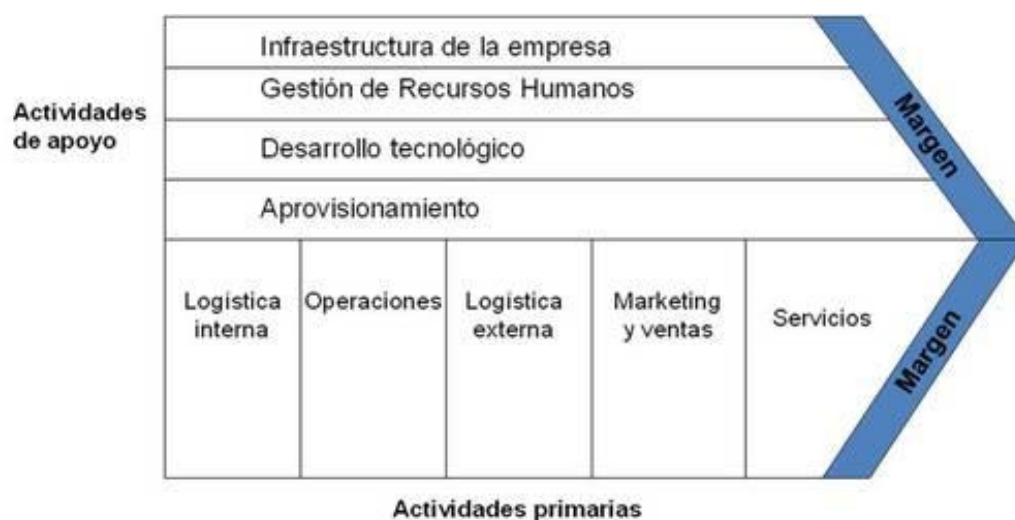 Infraestructura de la empresa
Gestión de Recursos Humanos
Actividades
de apoyo
Desarrollo tecnológico
Aprovisionamiento
Margen
Logística
interna
Operaciones
Logística
externa
Marketing
y ventas
Servicios
Margen
Actividades primarias